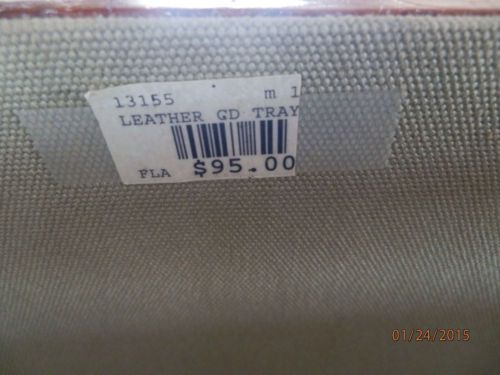 13155 m 1
LEATHER GD TRAY
FLA $95.00
01/24/2015